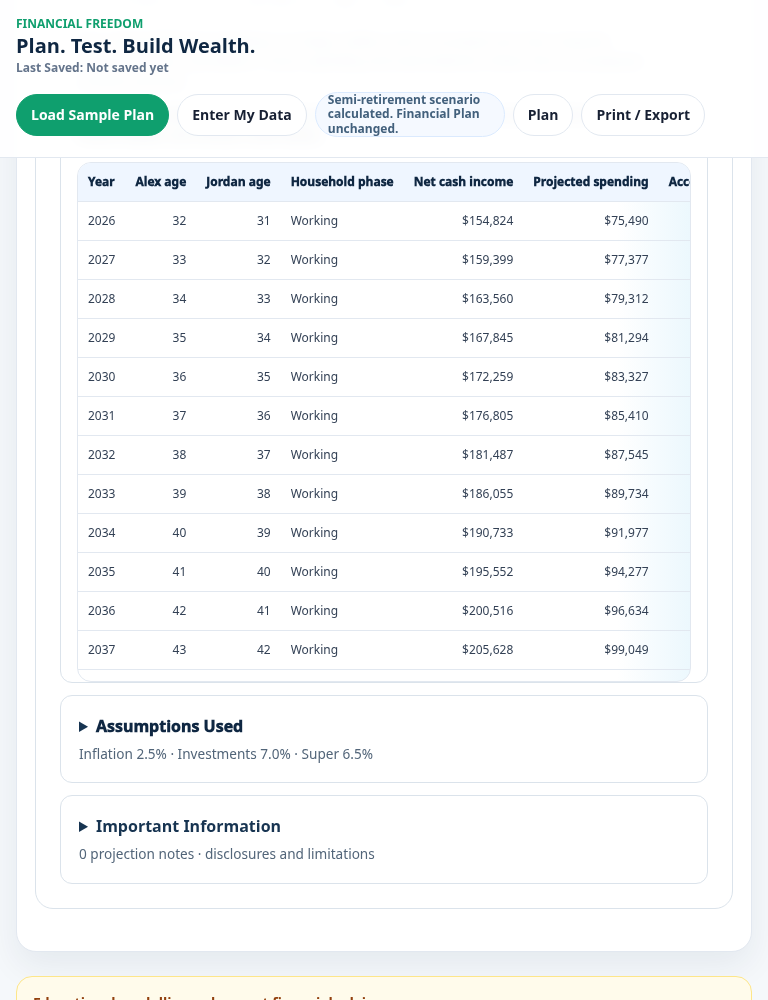 FINANCIAL FREEDOM
Plan. Test. Build Wealth.
Last Saved: Not saved yet
Load Sample Plan
Enter My Data
Semi-retirement scenario
calculated. Financial Plan
unchanged.
Plan
Print / Export
Year Alex age Jordan age Household phase Net cash income Projected spending
2026 32 31 Working $154,824 $75,490
2027 33 32 Working $159,399 $77,377
2028 34 33 Working $163,560 $79,312
2029 35 34 Working $167,845 $81,294
2030 36 35 Working $172,259 $83,327
2031 37 36 Working $176,805 $85,410
2032 38 37 Working $181,487 $87,545
2033 39 38 Working $186,055 $89,734
2034 40 39 Working $190,733 $91,977
2035 41 40 Working $195,552 $94,277
2036 42 41 Working $200,516 $96,634
2037 43 42 Working $205,628 $99,049
▶ Assumptions Used
Inflation 2.5% · Investments 7.0% · Super 6.5%
▶ Important Information
0 projection notes · disclosures and limitations